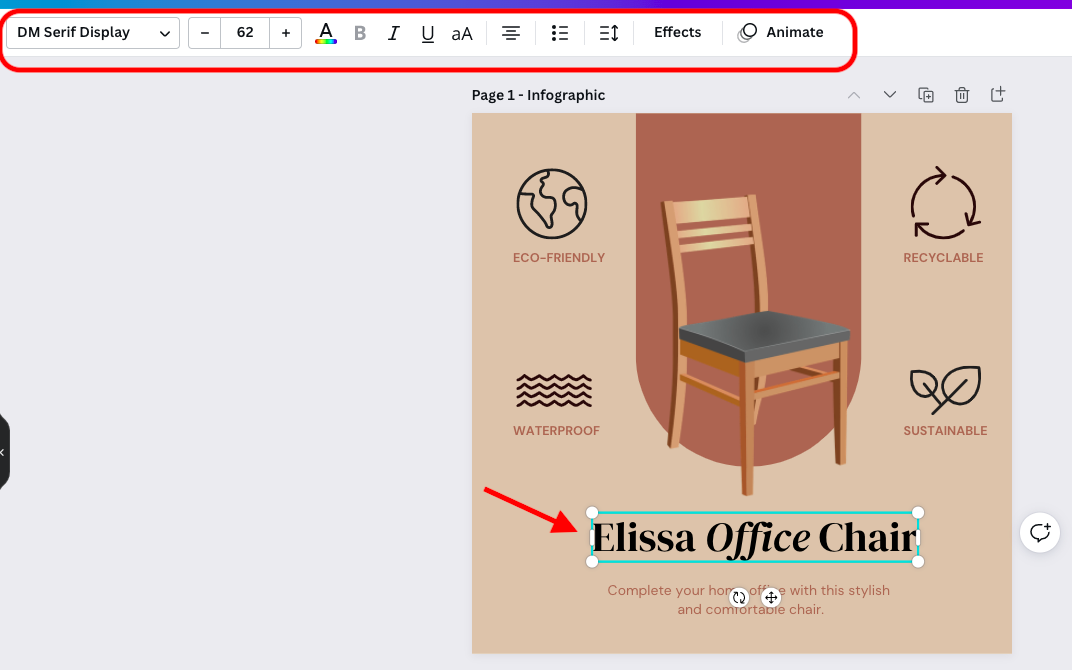 DM Serif Display
– 62 + A B I U aA Effects Animate
Page 1 - Infographic
ECO-FRIENDLY
RECYCLABLE
WATERPROOF
SUSTAINABLE
Elissa Office Chair
Complete your home office with this stylish
and comfortable chair.